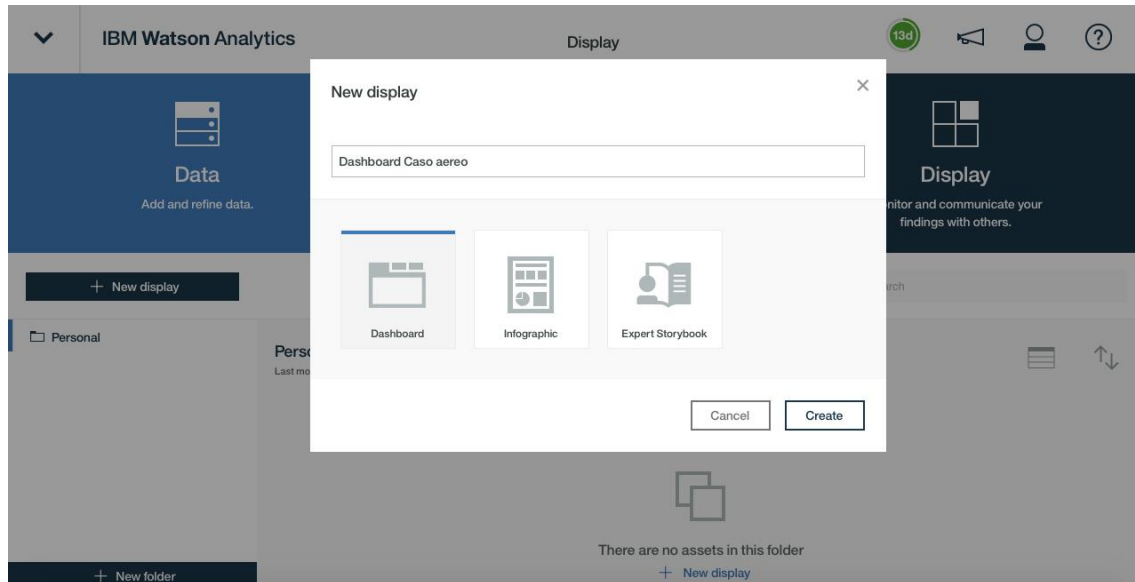 IBM Watson Analytics
Display
13d
?
New display
Dashboard Caso aereo
Data
Add and refine data.
Display
nitor and communicate your
findings with others.
+ New display
Dashboard
Infographic
Expert Storybook
rch
Personal
Perso
Last mo
Cancel
Create
There are no assets in this folder
+ New display
+ New folder